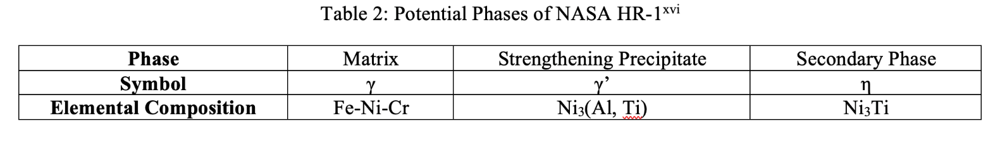 Table 2: Potential Phases of NASA HR-1ˣᵛⁱ
Phase Matrix Strengthening Precipitate Secondary Phase
Symbol γ γ’ η
Elemental Composition Fe-Ni-Cr Ni₃(Al, Ti) Ni₃Ti